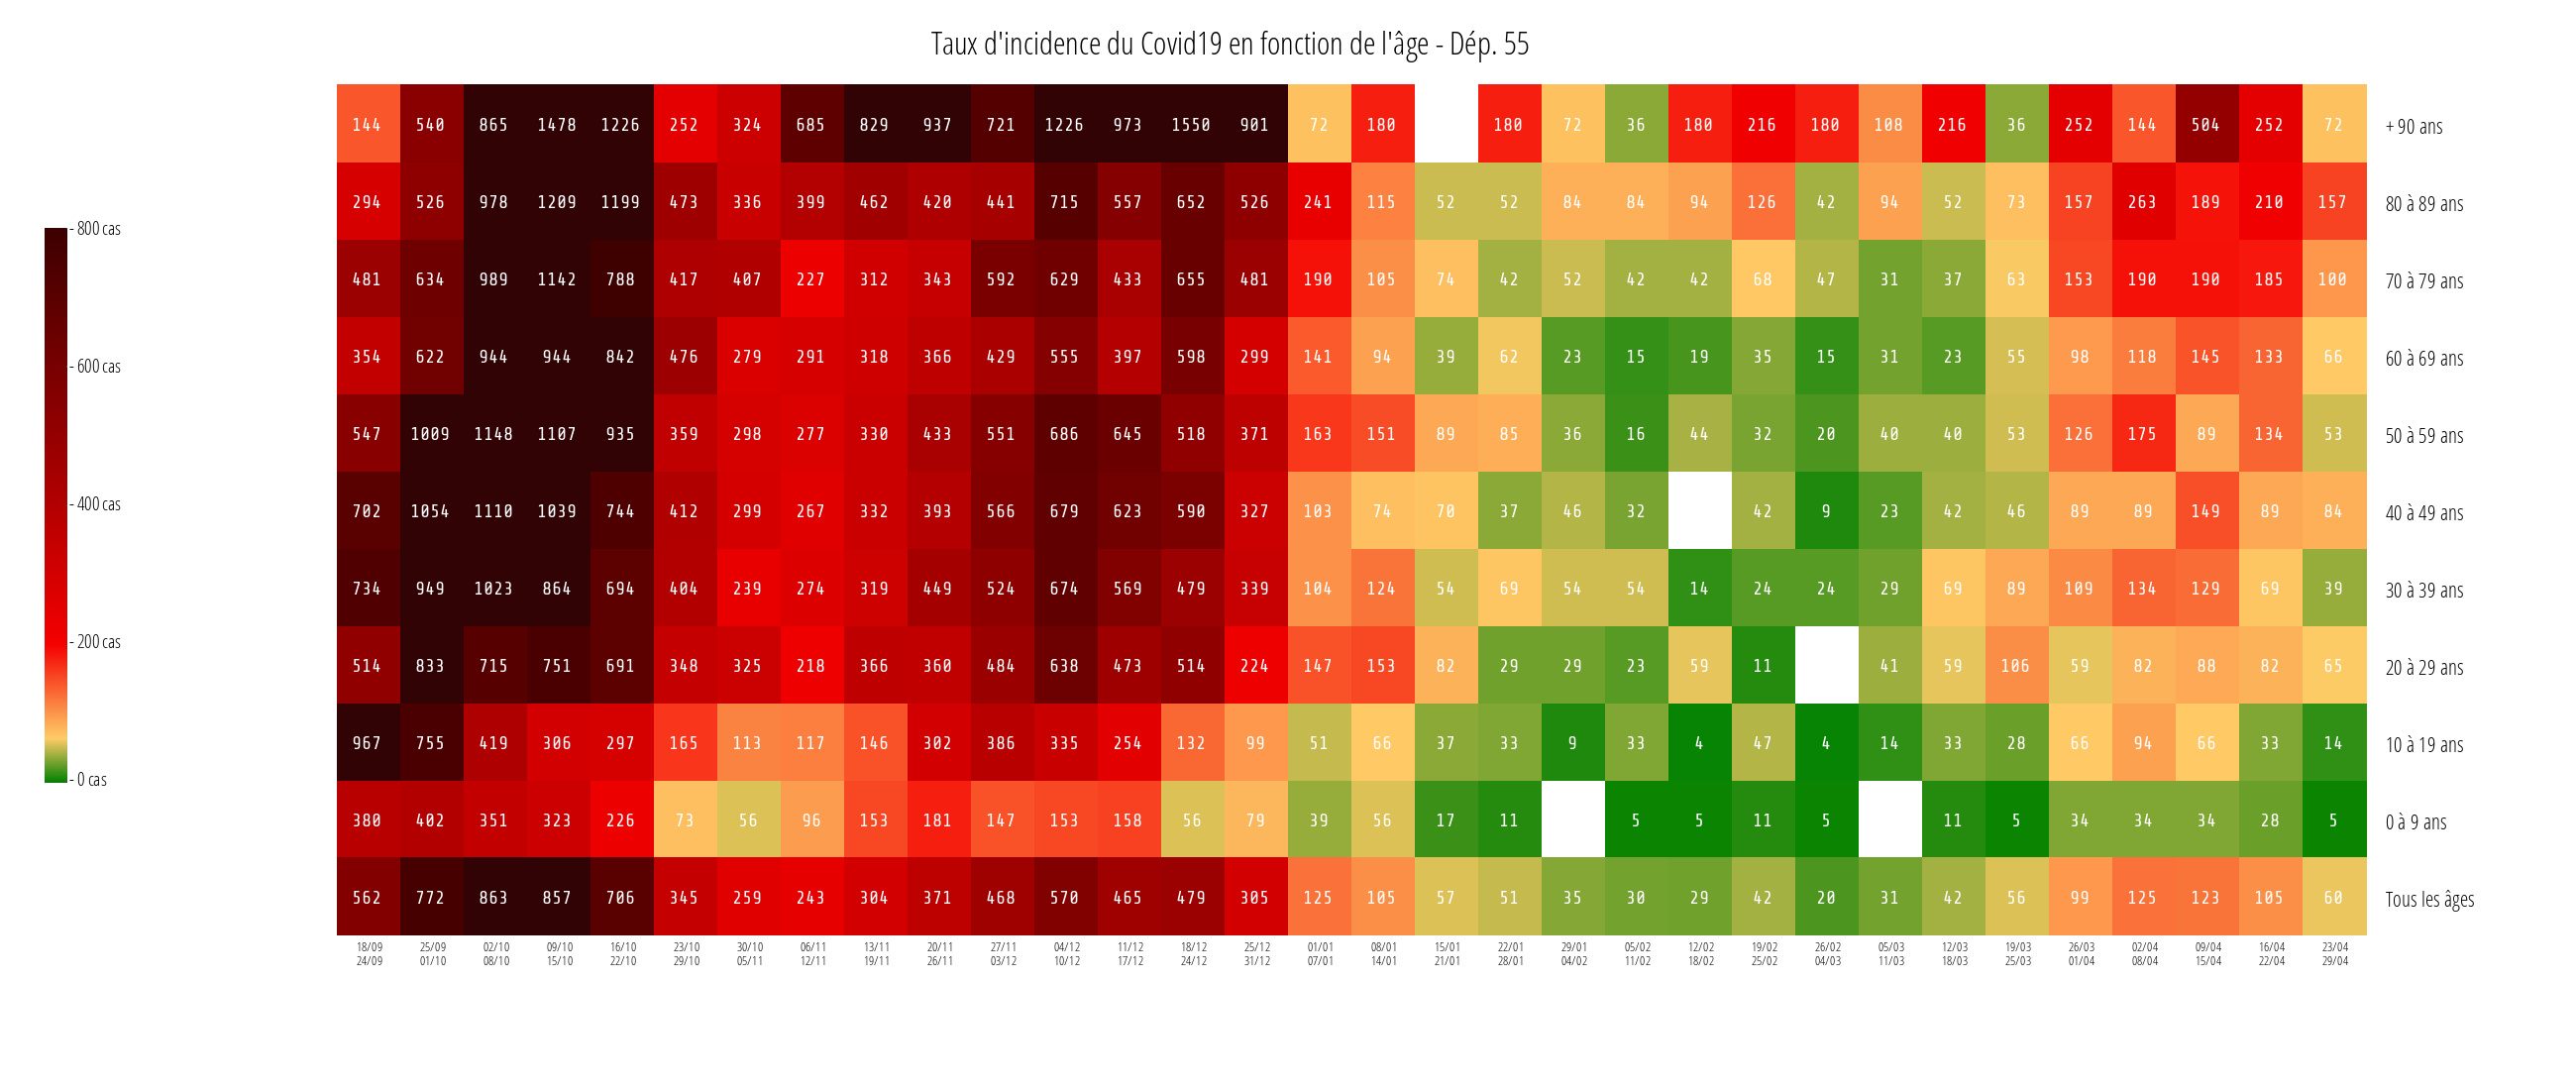 Taux d'incidence du Covid19 en fonction de l'âge - Dép. 55
144 540 865 1478 1226 252 324 685 829 937 721 1226 973 1550 901 72 180 180 72 36 180 216 180 108 216 36 252 144 504 252 72 + 90 ans
294 526 978 1209 1199 473 336 399 462 420 441 715 557 652 526 241 115 52 52 84 84 94 126 42 94 52 73 157 263 189 210 157 80 à 89 ans
481 634 989 1142 788 417 407 227 312 343 592 629 433 655 481 190 105 74 42 52 42 42 68 47 31 37 63 153 190 190 185 100 70 à 79 ans
354 622 944 944 842 476 279 291 318 366 429 555 397 598 299 141 94 39 62 23 15 19 35 15 31 23 55 98 118 145 133 66 60 à 69 ans
547 1009 1148 1107 935 359 298 277 330 433 551 686 645 518 371 163 151 89 85 36 16 44 32 20 40 40 53 126 175 89 134 53 50 à 59 ans
702 1054 1110 1039 744 412 299 267 332 393 566 679 623 590 327 103 74 70 37 46 32 42 9 23 42 46 89 89 149 89 84 40 à 49 ans
734 949 1023 864 694 404 239 274 319 449 524 674 569 479 339 104 124 54 69 54 54 14 24 24 29 69 89 109 134 129 69 39 30 à 39 ans
514 833 715 751 691 348 325 218 366 360 484 638 473 514 224 147 153 82 29 29 23 59 11 41 59 106 59 82 88 82 65 20 à 29 ans
967 755 419 306 297 165 113 117 146 302 386 335 254 132 99 51 66 37 33 9 33 4 47 4 14 33 28 66 94 66 33 14 10 à 19 ans
380 402 351 323 226 73 56 96 153 181 147 153 158 56 79 39 56 17 11 5 5 11 5 11 5 34 34 34 28 5 0 à 9 ans
562 772 863 857 706 345 259 243 304 371 468 570 465 479 305 125 105 57 51 35 30 29 42 20 31 42 56 99 125 123 105 60 Tous les âges
18/09 25/09 02/10 09/10 16/10 23/10 30/10 06/11 13/11 20/11 27/11 04/12 11/12 18/12 25/12 01/01 08/01 15/01 22/01 29/01 05/02 12/02 19/02 26/02 05/03 12/03 19/03 26/03 02/04 09/04 16/04 23/04
24/09 01/10 08/10 15/10 22/10 29/10 05/11 12/11 19/11 26/11 03/12 10/12 17/12 24/12 31/12 07/01 14/01 21/01 28/01 04/02 11/02 18/02 25/02 04/03 11/03 18/03 25/03 01/04 08/04 15/04 22/04 29/04
- 800 cas
- 600 cas
- 400 cas
- 200 cas
- 0 cas